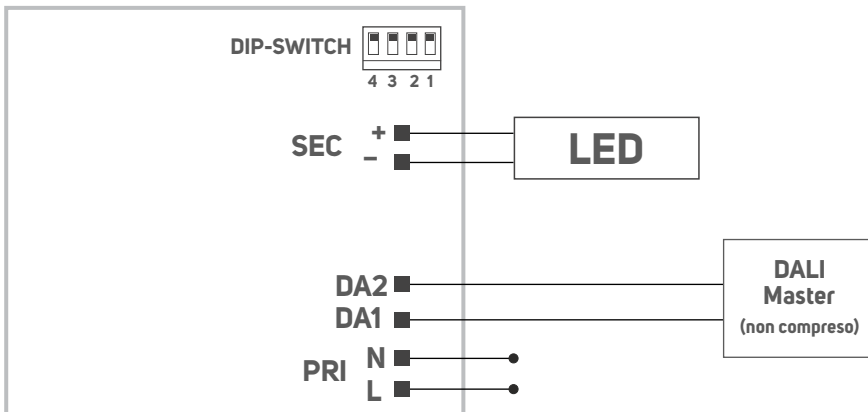 DIP-SWITCH
4 3 2 1
SEC + −
LED
DA2
DA1
DALI
Master
(non compreso)
PRI N
L